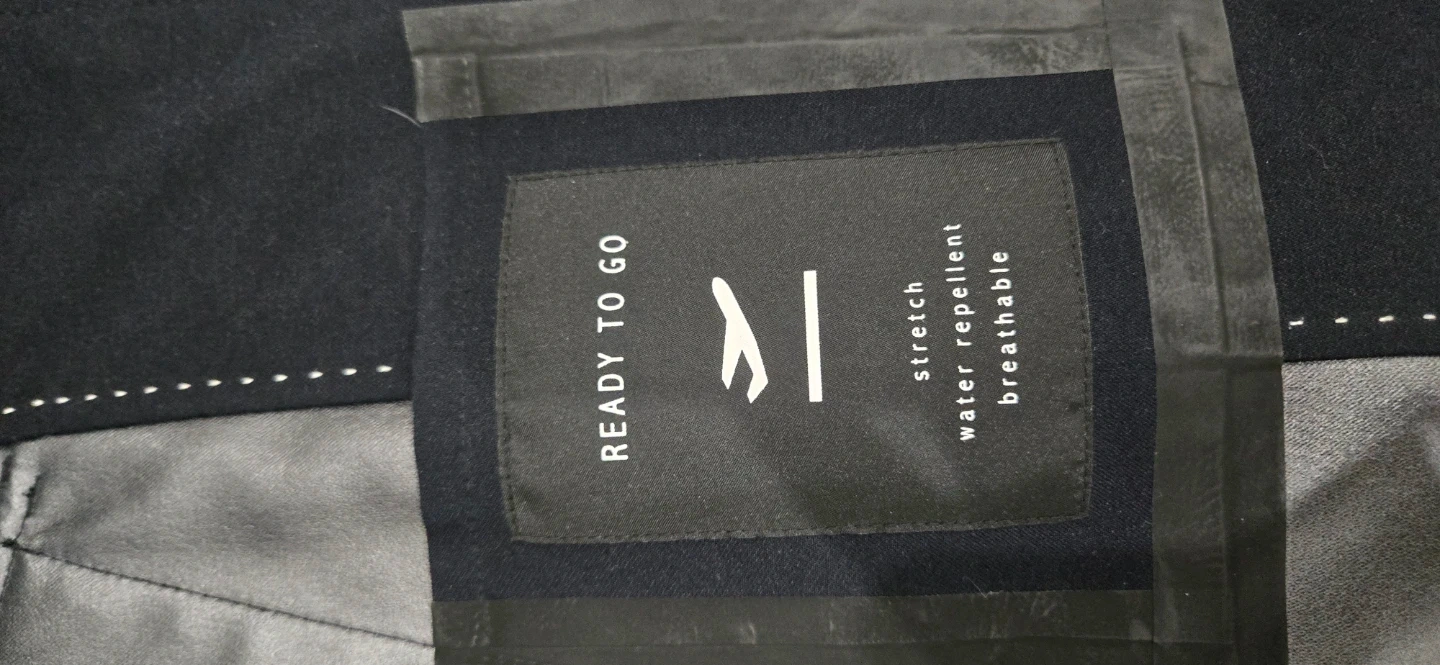 READY TO GO
stretch
water repellent
breathable